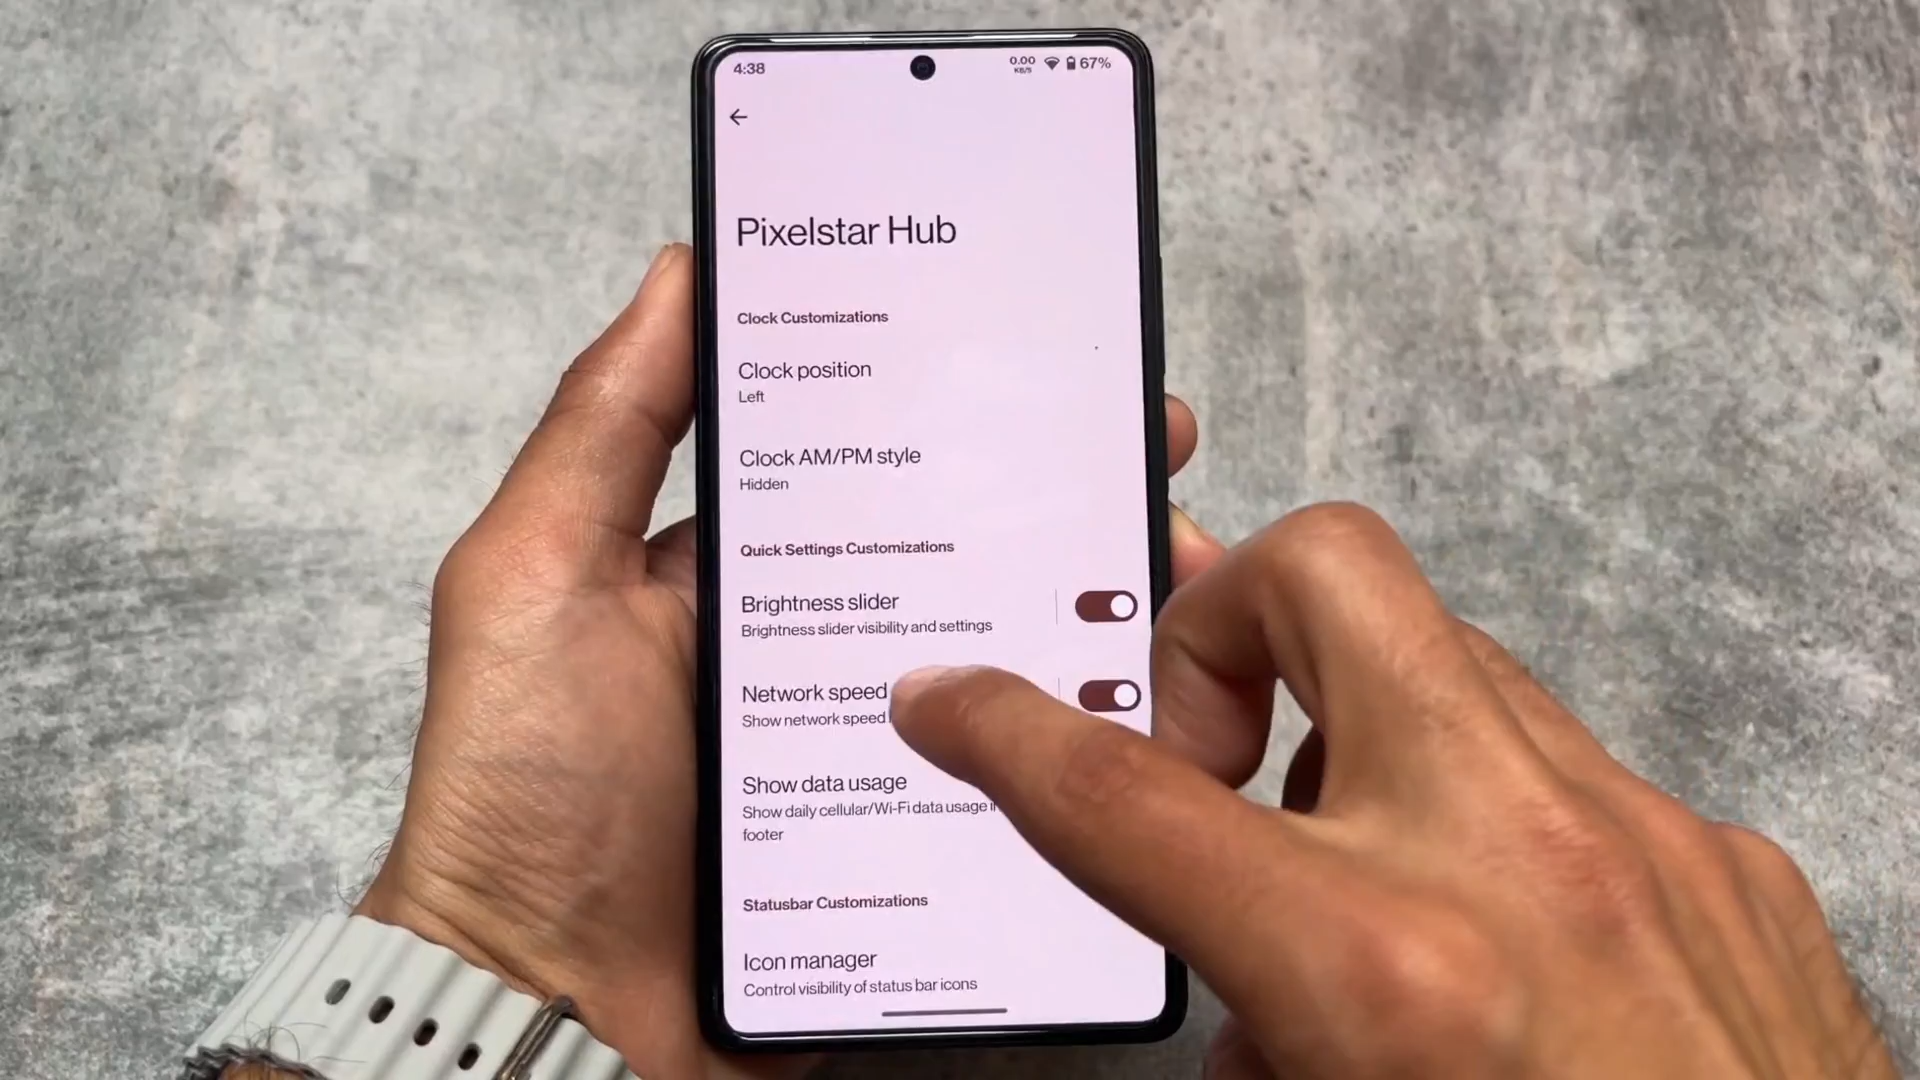 4:38
0.00
KB/S
67%
Pixelstar Hub
Clock Customizations
Clock position
Left
Clock AM/PM style
Hidden
Quick Settings Customizations
Brightness slider
Brightness slider visibility and settings
Network speed
Show network speed
Show data usage
Show daily cellular/Wi-Fi data usage
footer
Statusbar Customizations
Icon manager
Control visibility of status bar icons